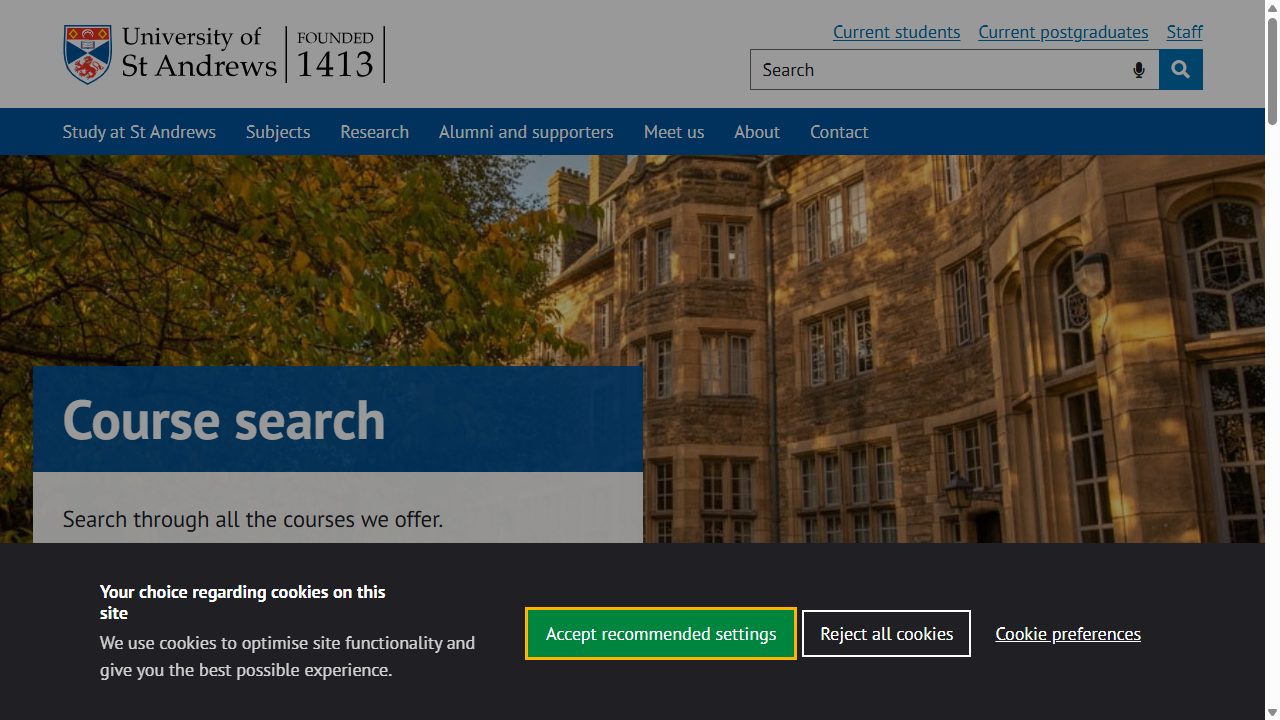 University of
St Andrews
FOUNDED
1413
Current students
Current postgraduates
Staff
Search
Study at St Andrews
Subjects
Research
Alumni and supporters
Meet us
About
Contact
Course search
Search through all the courses we offer.
Your choice regarding cookies on this
site
We use cookies to optimise site functionality and
give you the best possible experience.
Accept recommended settings
Reject all cookies
Cookie preferences